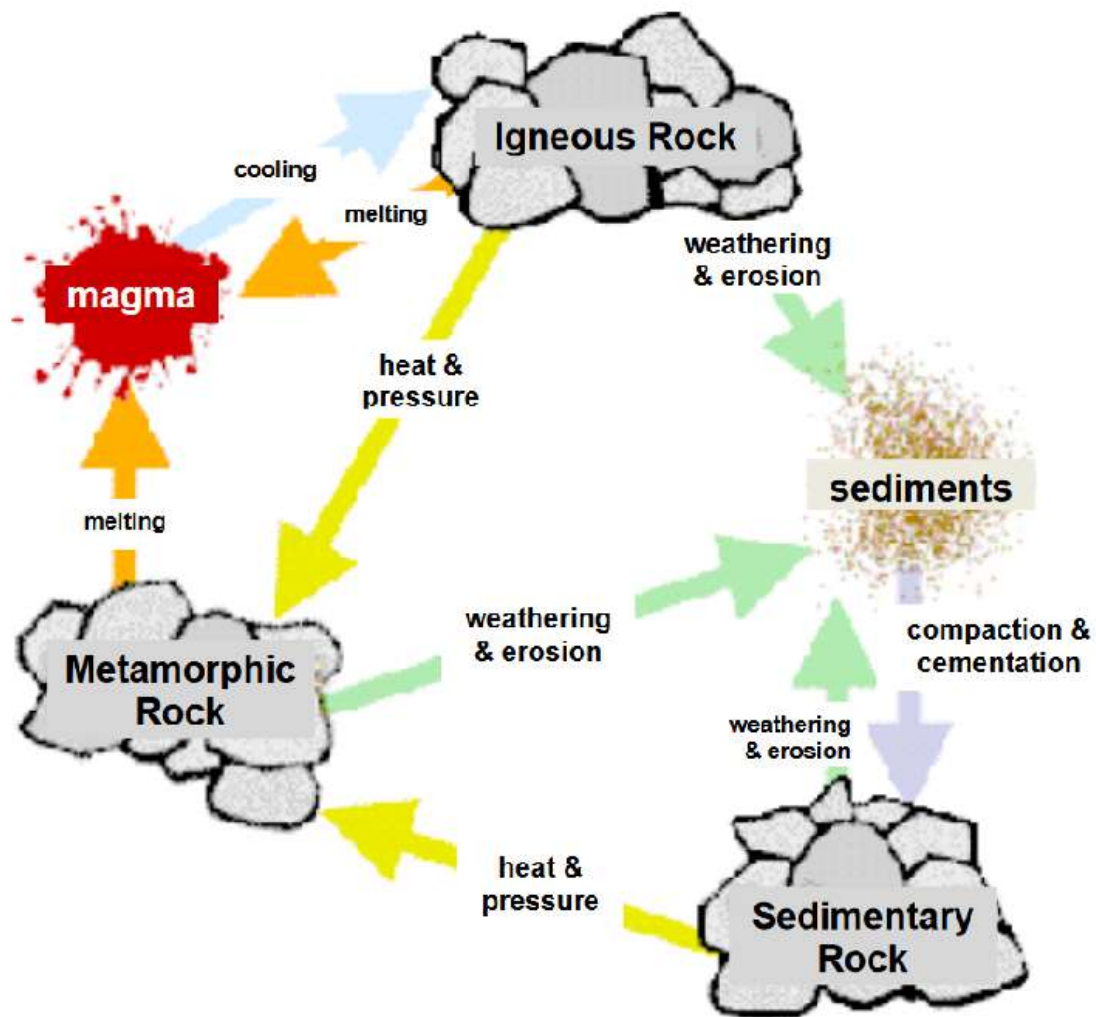 Igneous Rock
cooling
melting
weathering
& erosion
magma
heat &
pressure
sediments
melting
weathering
& erosion
compaction &
cementation
Metamorphic
Rock
weathering
& erosion
heat &
pressure
Sedimentary
Rock